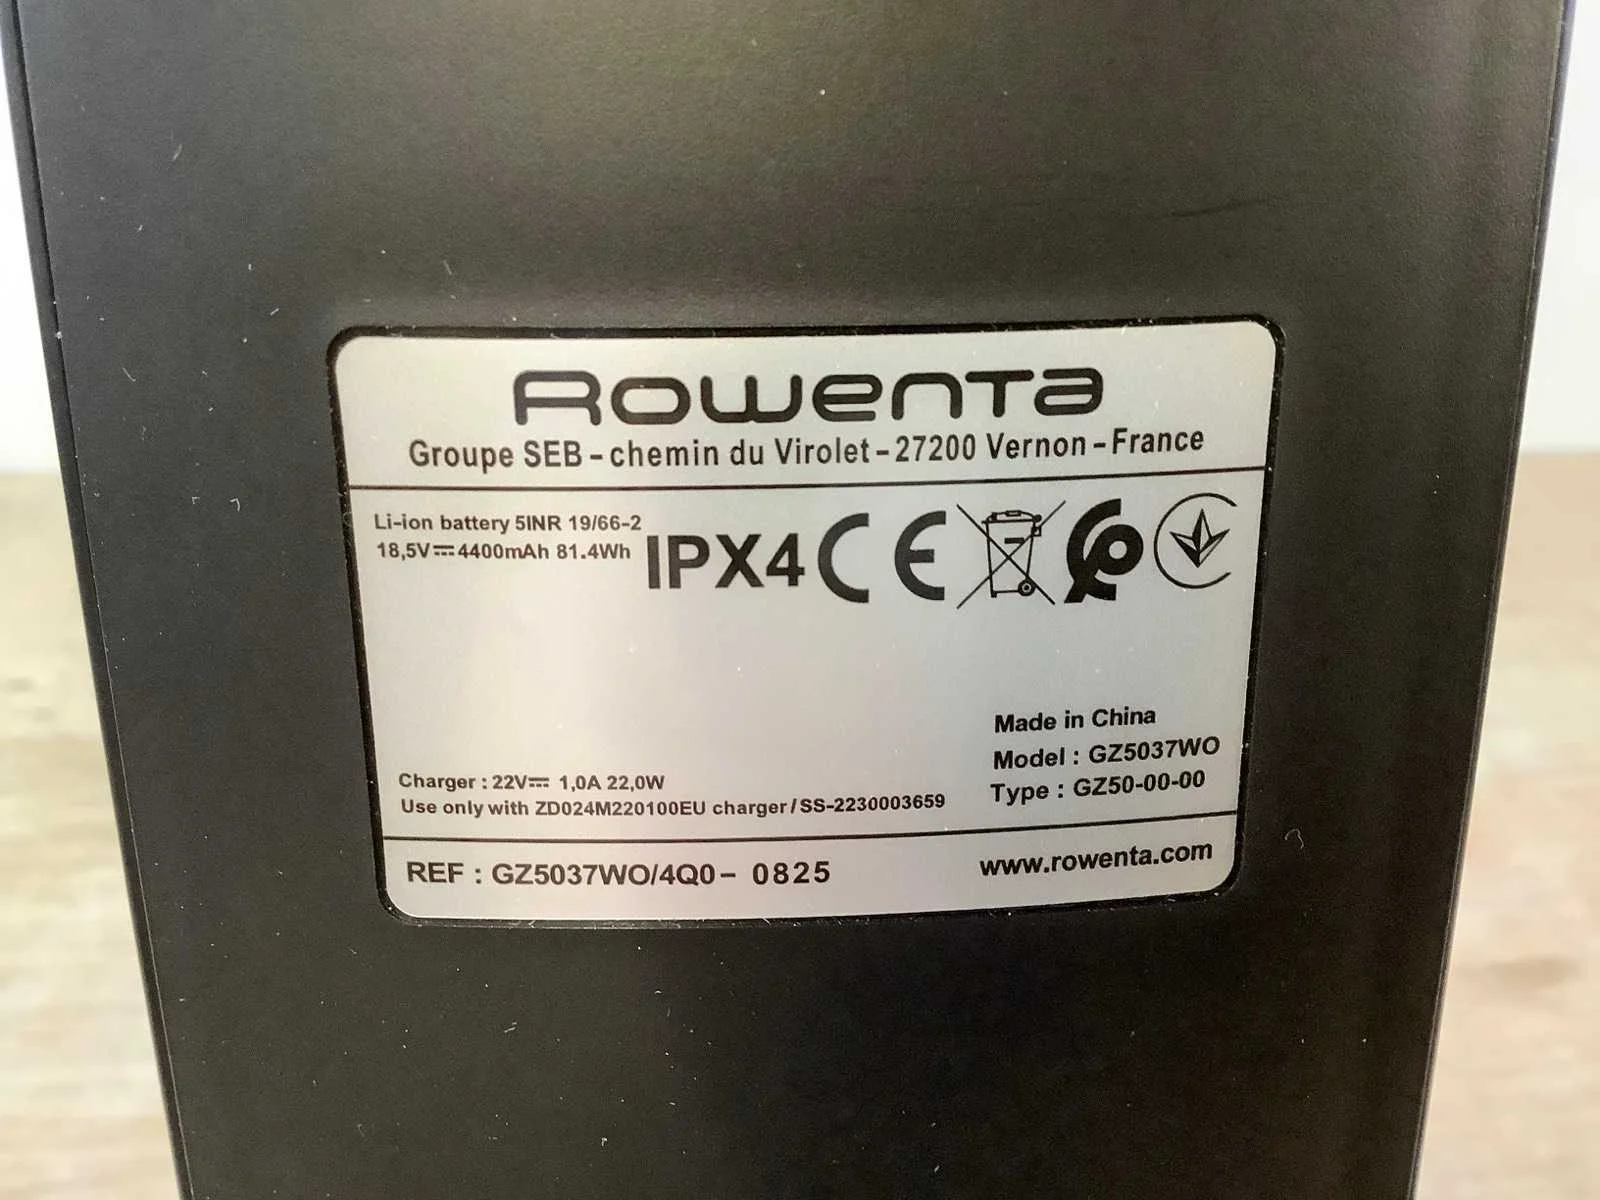 Rowenta
Groupe SEB – chemin du Virolet – 27200 Vernon – France
Li-ion battery 5INR 19/66-2
18,5V⎓4400mAh 81.4Wh
IPX4 CE
Made in China
Model : GZ5037WO
Type : GZ50-00-00
Charger : 22V⎓ 1,0A 22,0W
Use only with ZD024M220100EU charger / SS-2230003659
REF : GZ5037WO/4Q0 – 0825
www.rowenta.com